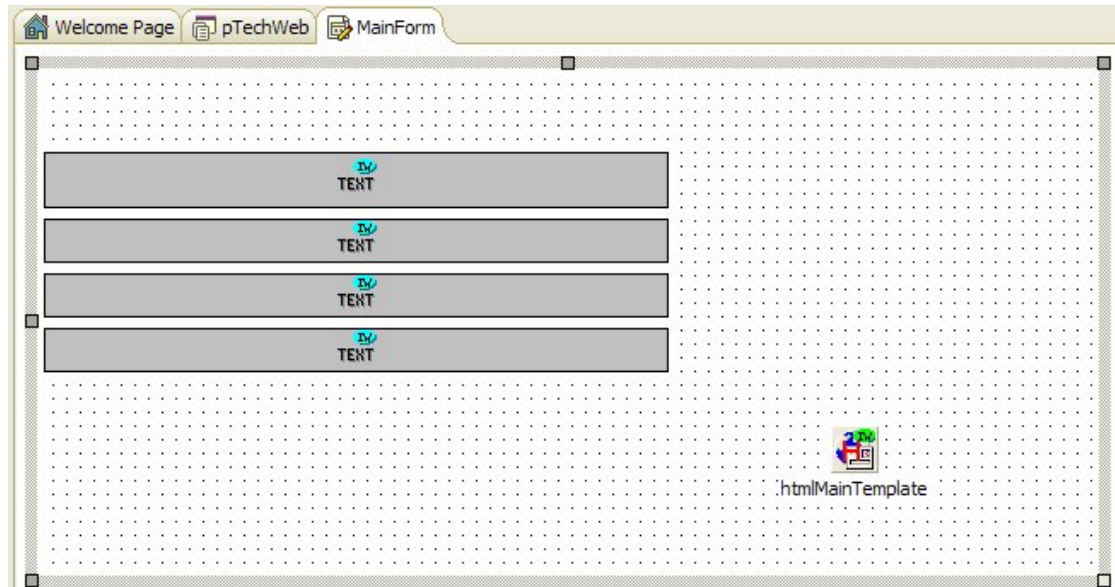 Welcome Page pTechWeb MainForm
IW
TEXT
IW
TEXT
IW
TEXT
IW
TEXT
IW
htmlMainTemplate